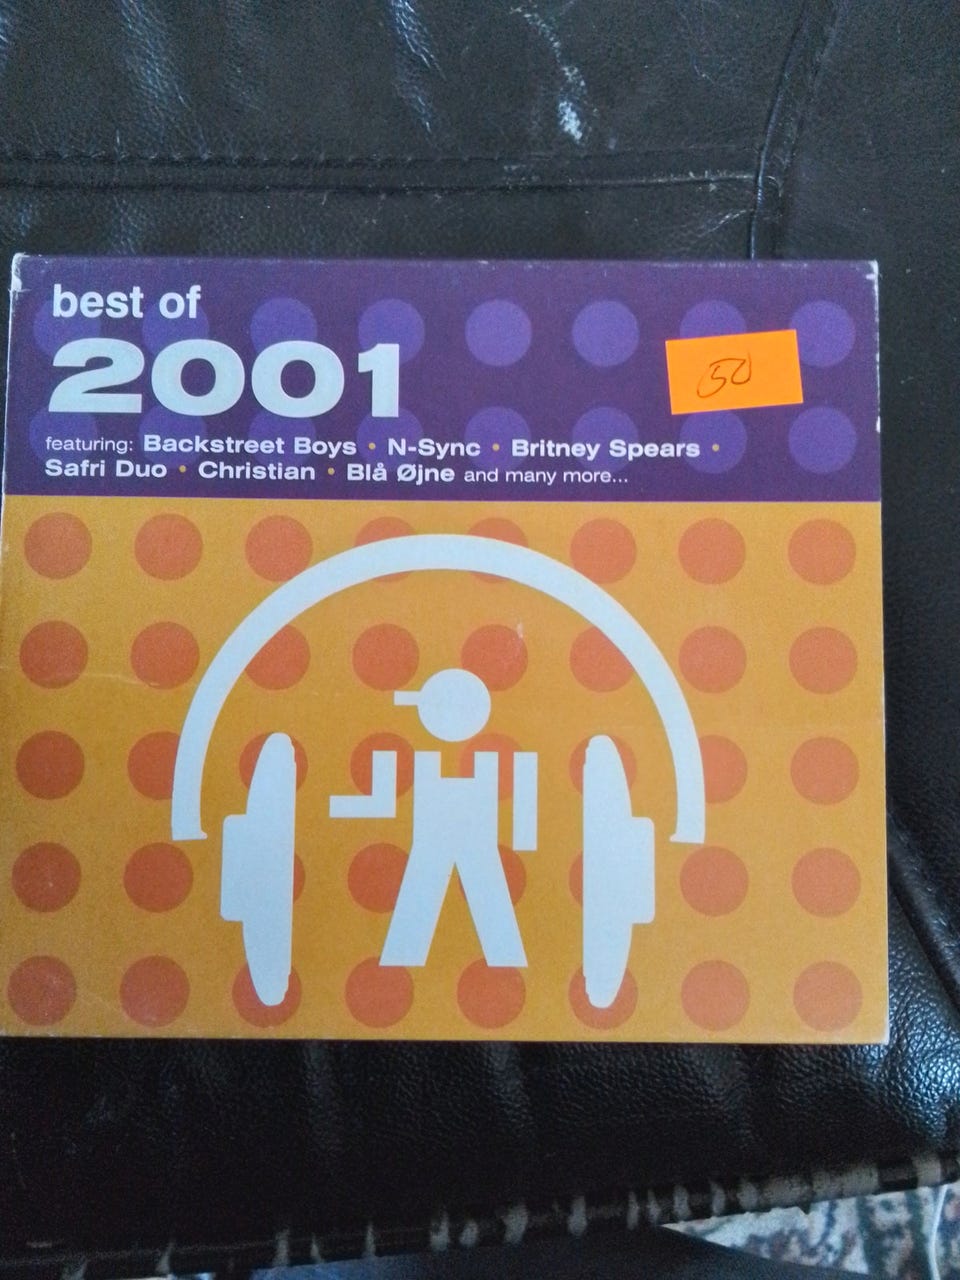 best of
2001
50
featuring: Backstreet Boys • N-Sync • Britney Spears •
Safri Duo • Christian • Blå Øjne and many more...